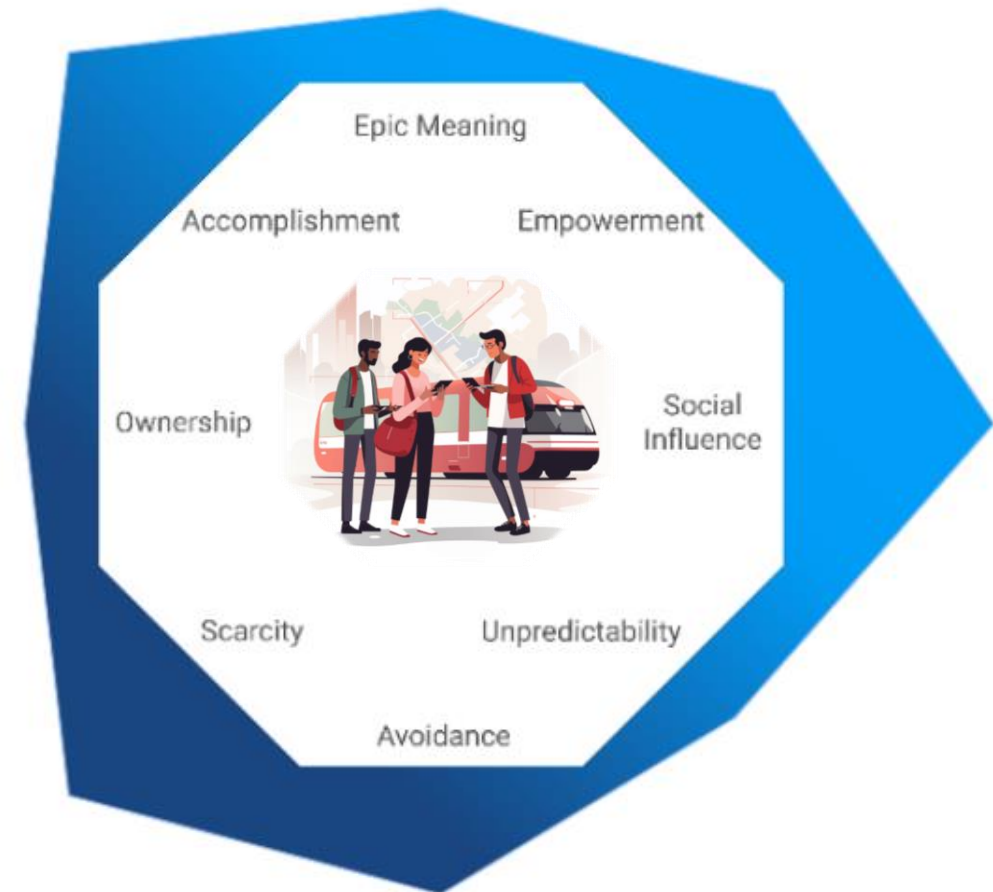 Epic Meaning
Accomplishment
Empowerment
Ownership
Social
Influence
Scarcity
Unpredictability
Avoidance